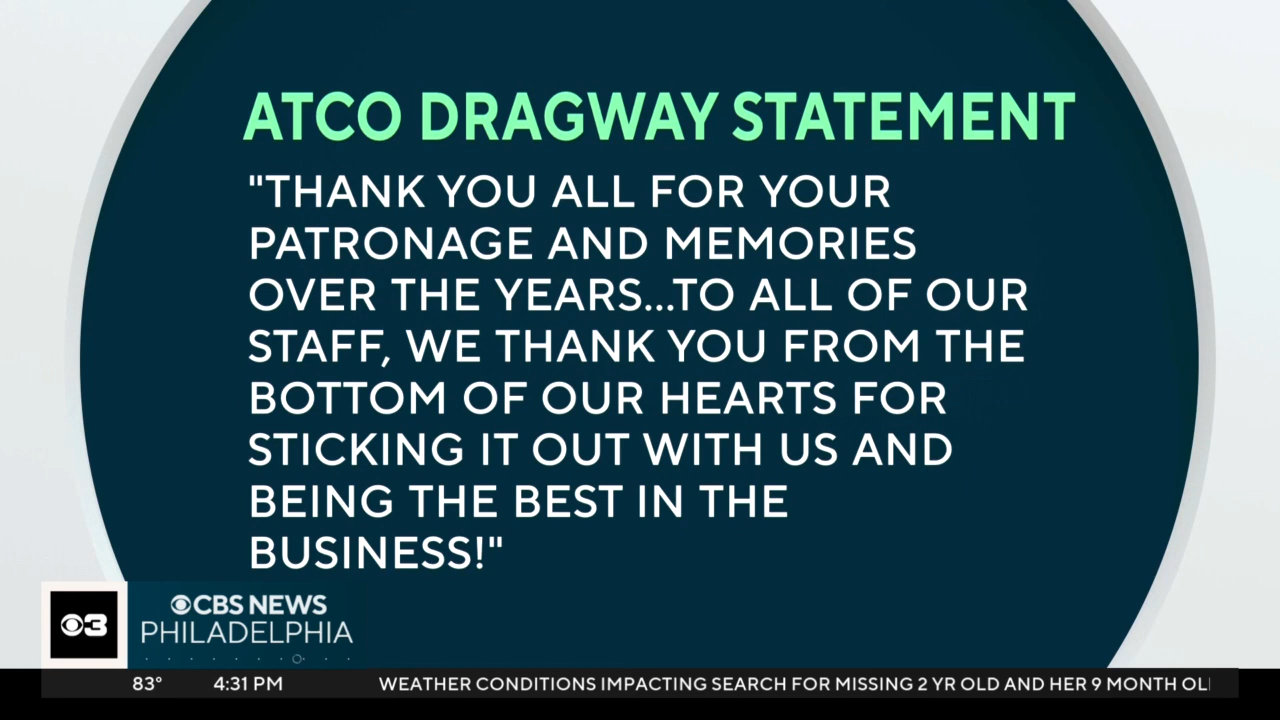 ATCO DRAGWAY STATEMENT
"THANK YOU ALL FOR YOUR
PATRONAGE AND MEMORIES
OVER THE YEARS...TO ALL OF OUR
STAFF, WE THANK YOU FROM THE
BOTTOM OF OUR HEARTS FOR
STICKING IT OUT WITH US AND
BEING THE BEST IN THE
BUSINESS!"
3
CBS NEWS
PHILADELPHIA
83° 4:31 PM WEATHER CONDITIONS IMPACTING SEARCH FOR MISSING 2 YR OLD AND HER 9 MONTH